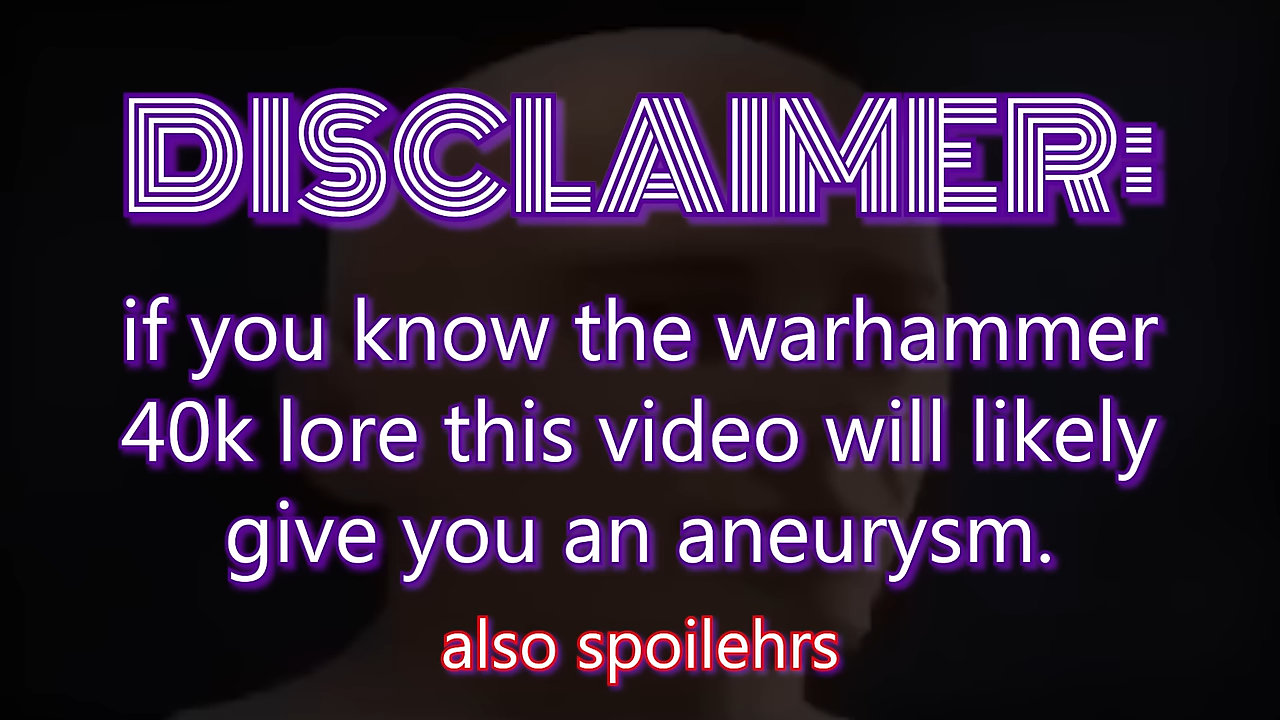 DISCLAIMER:
if you know the warhammer
40k lore this video will likely
give you an aneurysm.
also spoilehrs